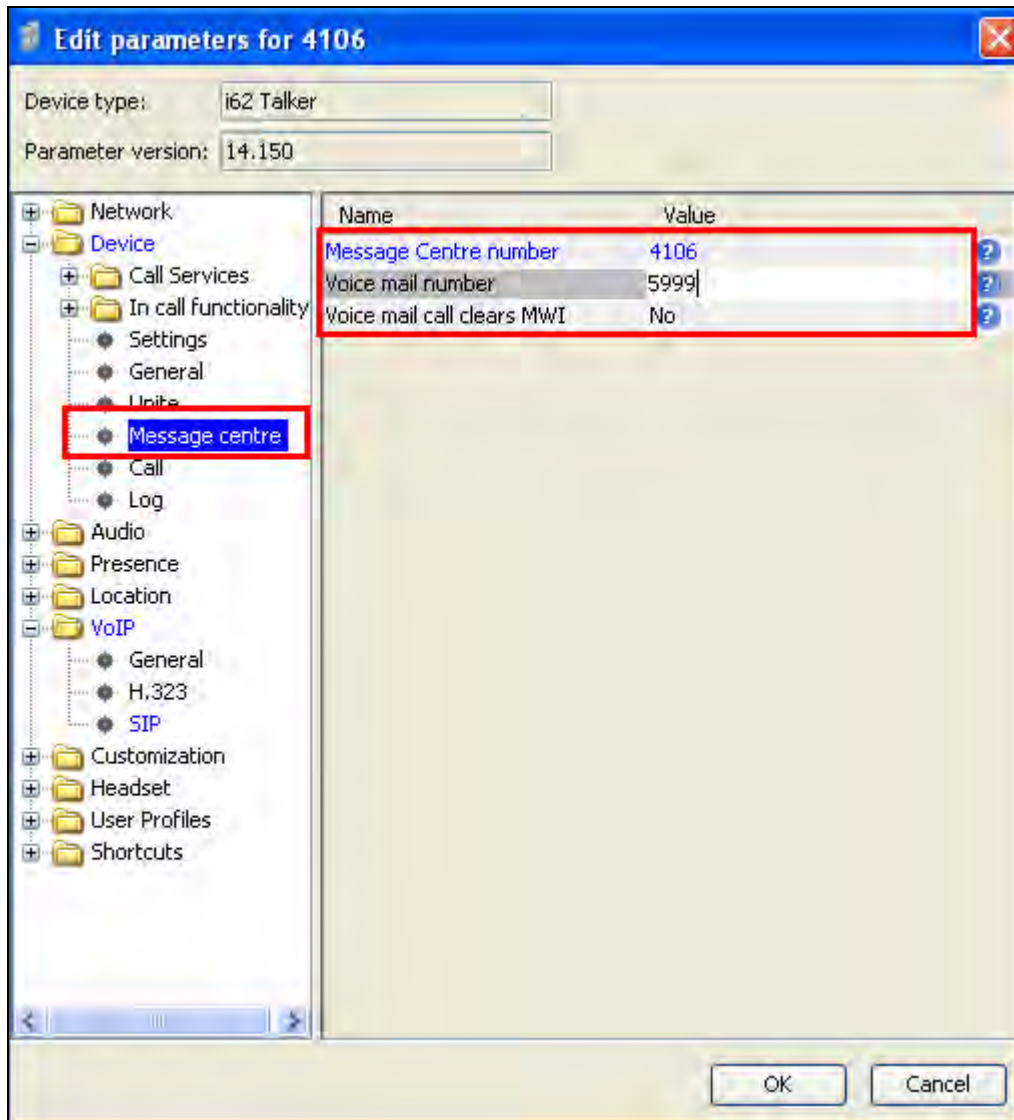 Edit parameters for 4106
Device type: i62 Talker
Parameter version: 14.150
Network
Device
Call Services
In call functionality
Settings
General
Unite
Message centre
Call
Log
Audio
Presence
Location
VoIP
General
H.323
SIP
Customization
Headset
User Profiles
Shortcuts
Name Value
Message Centre number 4106 ?
Voice mail number 5999 ?
Voice mail call clears MWI No ?
OK Cancel